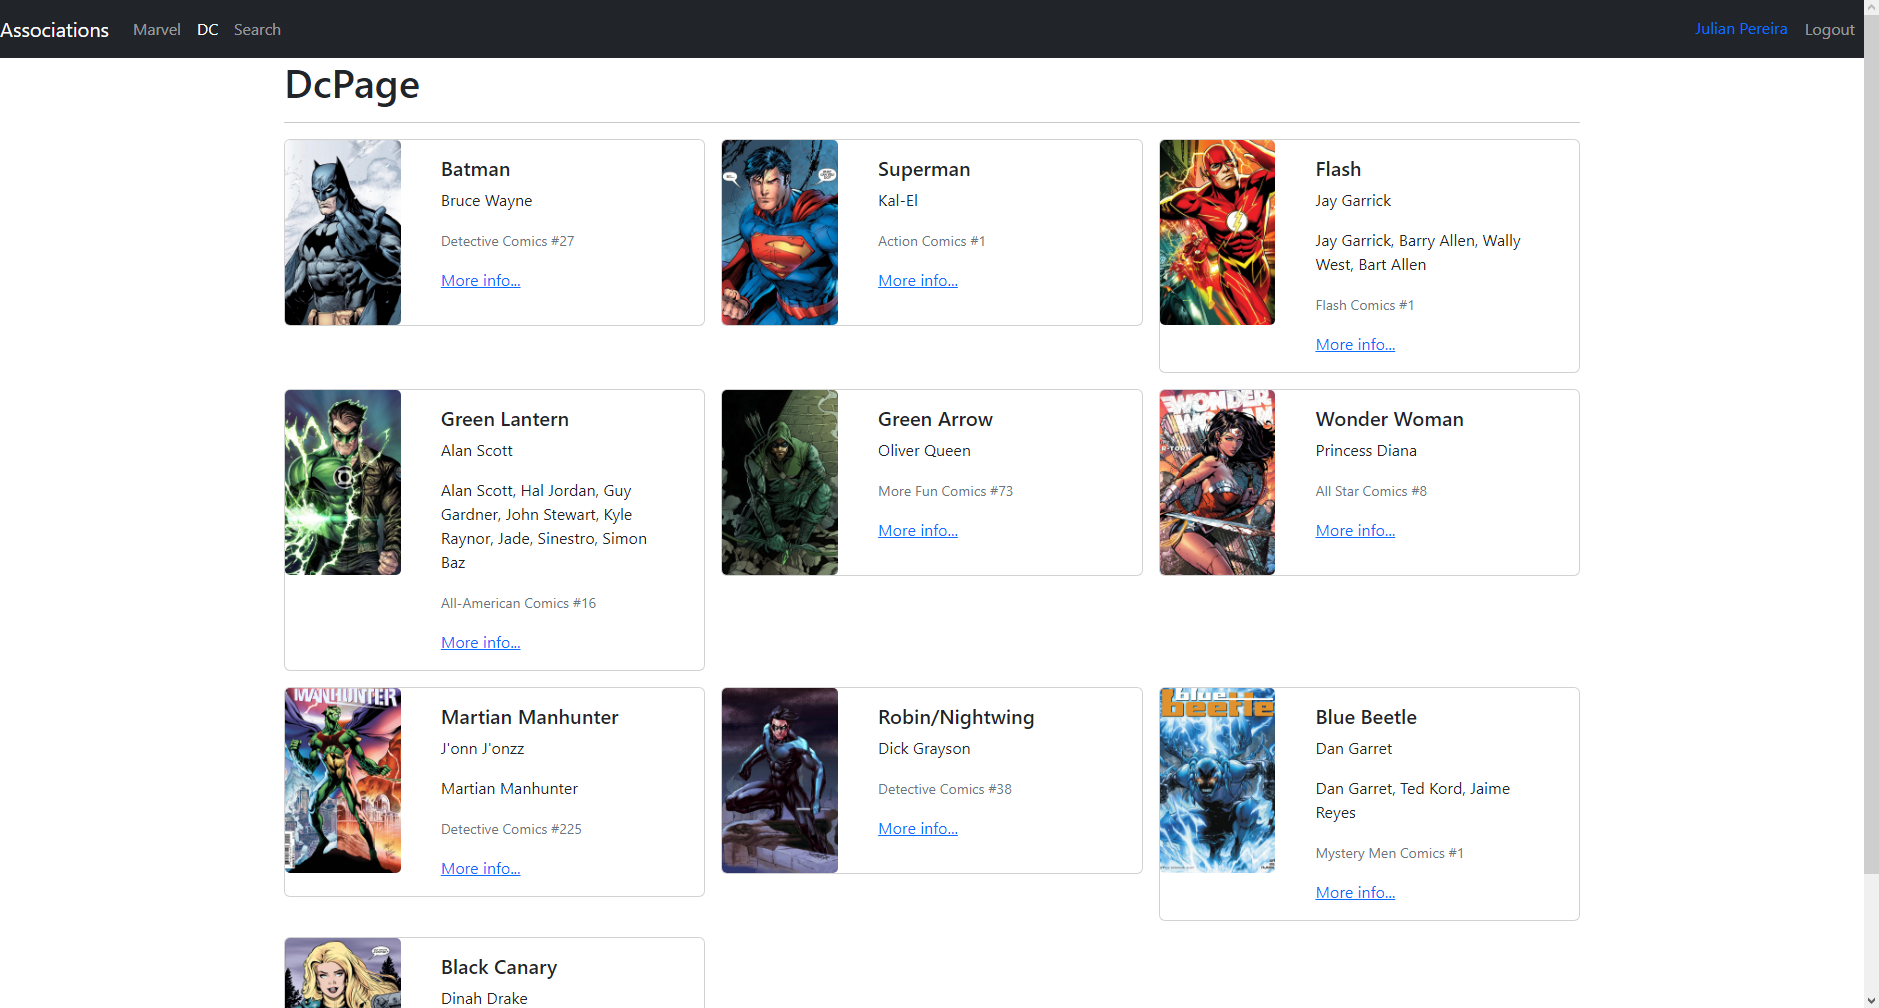 Associations Marvel DC Search Julian Pereira Logout
DcPage
Batman
Bruce Wayne
Detective Comics #27
More info...
Superman
Kal-El
Action Comics #1
More info...
Flash
Jay Garrick
Jay Garrick, Barry Allen, Wally
West, Bart Allen
Flash Comics #1
More info...
Green Lantern
Alan Scott
Alan Scott, Hal Jordan, Guy
Gardner, John Stewart, Kyle
Raynor, Jade, Sinestro, Simon
Baz
All-American Comics #16
More info...
Green Arrow
Oliver Queen
More Fun Comics #73
More info...
WONDER
Wonder Woman
Princess Diana
All Star Comics #8
More info...
MANHUNTER
Martian Manhunter
J'onn J'onzz
Martian Manhunter
Detective Comics #225
More info...
Robin/Nightwing
Dick Grayson
Detective Comics #38
More info...
blue
beetle
Blue Beetle
Dan Garret
Dan Garret, Ted Kord, Jaime
Reyes
Mystery Men Comics #1
More info...
Black Canary
Dinah Drake